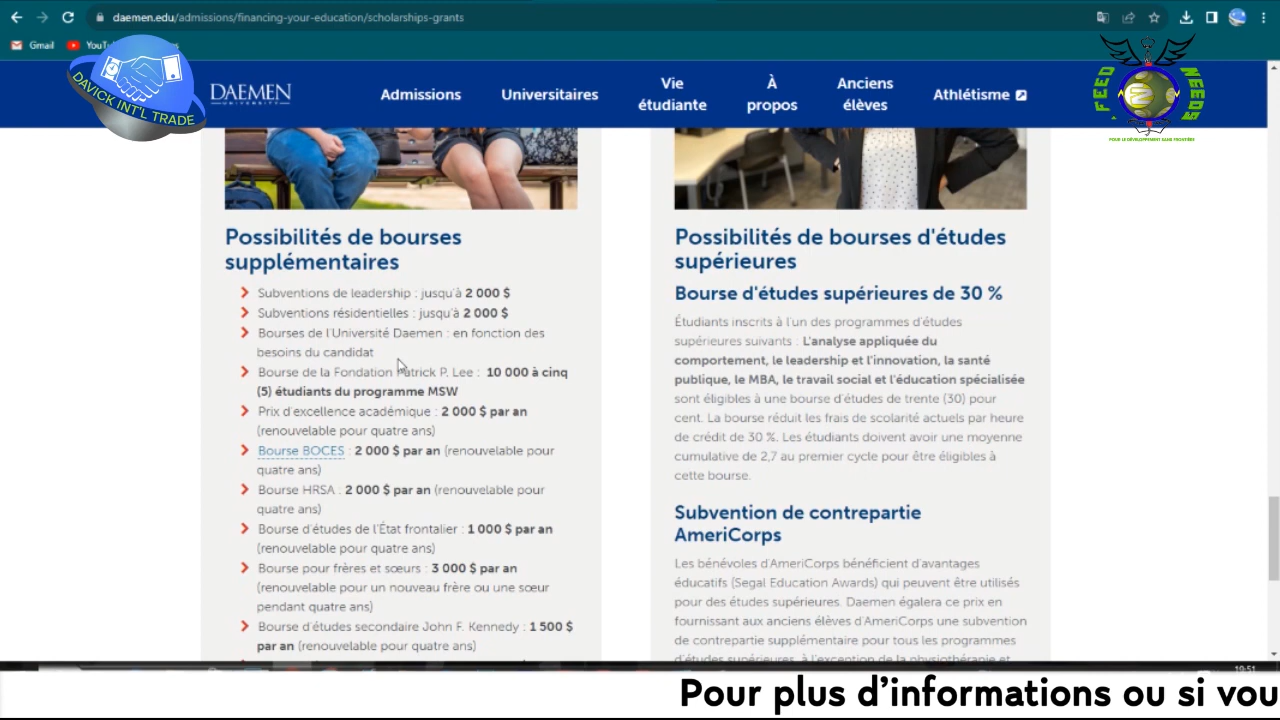 daemen.edu/admissions/financing-your-education/scholarships-grants
Gmail
DAVICK INT'L TRADE
DAEMEN
UNIVERSITY
Admissions
Universitaires
Vie
étudiante
À
propos
Anciens
élèves
Athlétisme
FEED
NEEDS
POUR LE DEVELOPPEMENT SANS FRONTIÈRE
Possibilités de bourses
supplémentaires
Subventions de leadership : jusqu'à 2 000 $
Subventions résidentielles : jusqu'à 2 000 $
Bourses de l'Université Daemen : en fonction des
besoins du candidat
Bourse de la Fondation Patrick P. Lee : 10 000 à cinq
(5) étudiants du programme MSW
Prix d'excellence académique : 2 000 $ par an
(renouvelable pour quatre ans)
Bourse BOCES : 2 000 $ par an (renouvelable pour
quatre ans)
Bourse HRSA : 2 000 $ par an (renouvelable pour
quatre ans)
Bourse d'études de l'État frontalier : 1 000 $ par an
(renouvelable pour quatre ans)
Bourse pour frères et sœurs : 3 000 $ par an
(renouvelable pour un nouveau frère ou une sœur
pendant quatre ans)
Bourse d'études secondaire John F. Kennedy : 1 500 $
par an (renouvelable pour quatre ans)
Possibilités de bourses d'études
supérieures
Bourse d'études supérieures de 30 %
Étudiants inscrits à l'un des programmes d'études
supérieures suivants : L'analyse appliquée du
comportement, le leadership et l'innovation, la santé
publique, le MBA, le travail social et l'éducation spécialisée
sont éligibles à une bourse d'études de trente (30) pour
cent. La bourse réduit les frais de scolarité actuels par heure
de crédit de 30 %. Les étudiants doivent avoir une moyenne
cumulative de 2,7 au premier cycle pour être éligibles à
cette bourse.
Subvention de contrepartie
AmeriCorps
Les bénévoles d'AmeriCorps bénéficient d'avantages
éducatifs (Segal Education Awards) qui peuvent être utilisés
pour des études supérieures. Daemen égalera ce prix en
fournissant aux anciens élèves d'AmeriCorps une subvention
de contrepartie supplémentaire pour tous les programmes
d'études supérieures, à l'exception de la physiothérapie et
19:51
Pour plus d'informations ou si vou